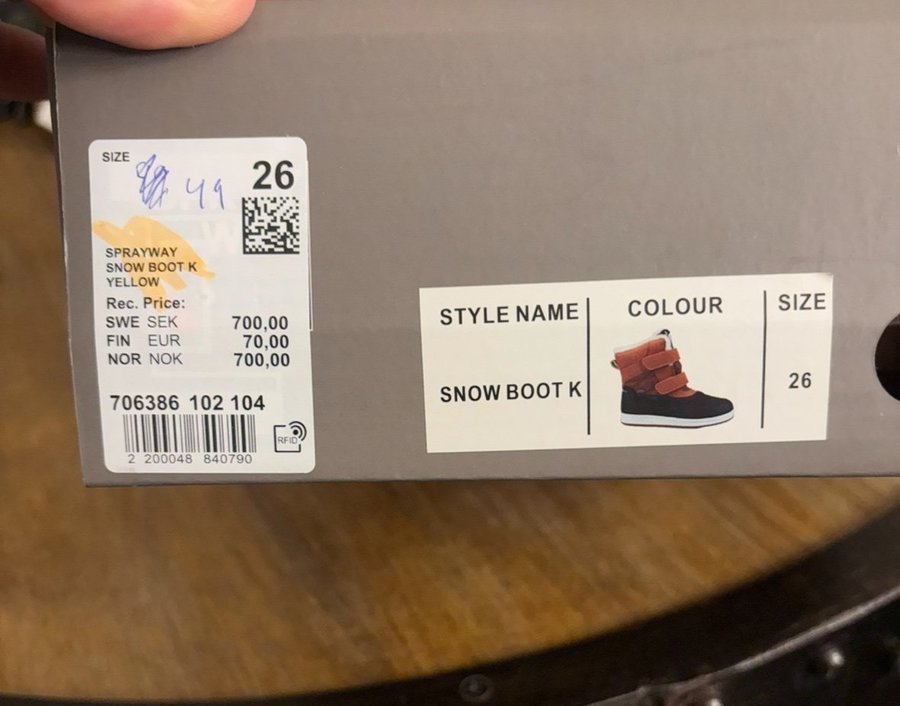 SIZE
49
26
SPRAYWAY
SNOW BOOT K
YELLOW
Rec. Price:
SWE SEK 700,00
FIN EUR 70,00
NOR NOK 700,00
706386 102 104
RFID
2 200048 840790
STYLE NAME COLOUR SIZE
SNOW BOOT K 26